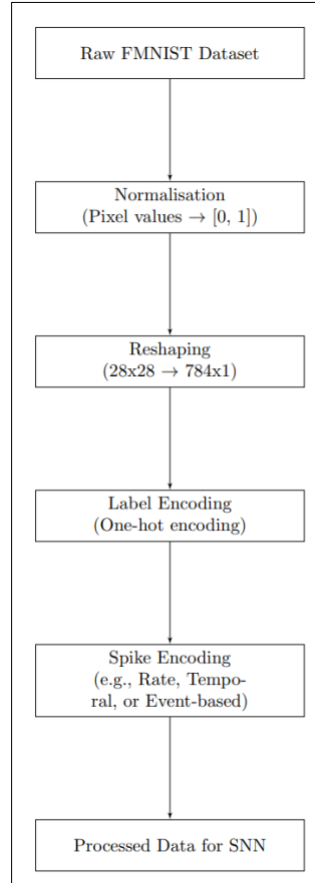 Raw FMNIST Dataset
Normalisation
(Pixel values → [0, 1])
Reshaping
(28x28 → 784x1)
Label Encoding
(One-hot encoding)
Spike Encoding
(e.g., Rate, Tempo-
ral, or Event-based)
Processed Data for SNN